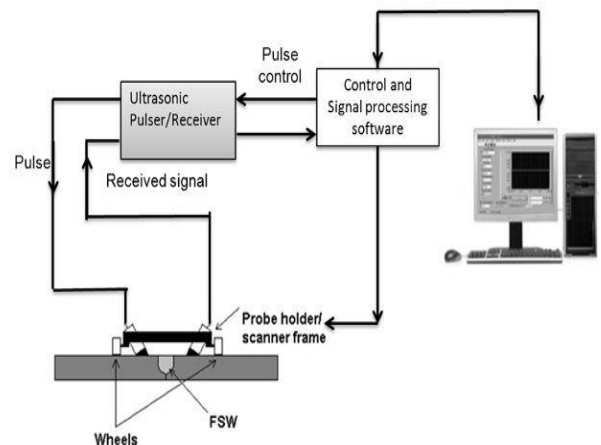 Pulse
control
Ultrasonic
Pulser/Receiver
Control and
Signal processing
software
Pulse
Received signal
Probe holder/
scanner frame
FSW
Wheels